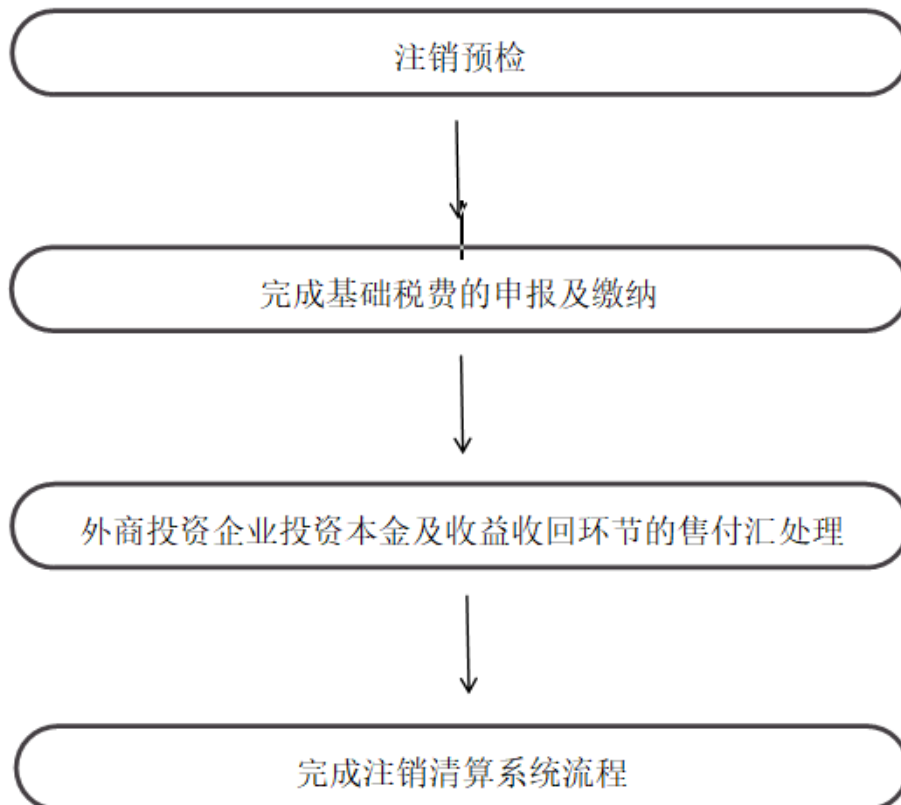 注销预检
完成基础税费的申报及缴纳
外商投资企业投资本金及收益收回环节的售付汇处理
完成注销清算系统流程